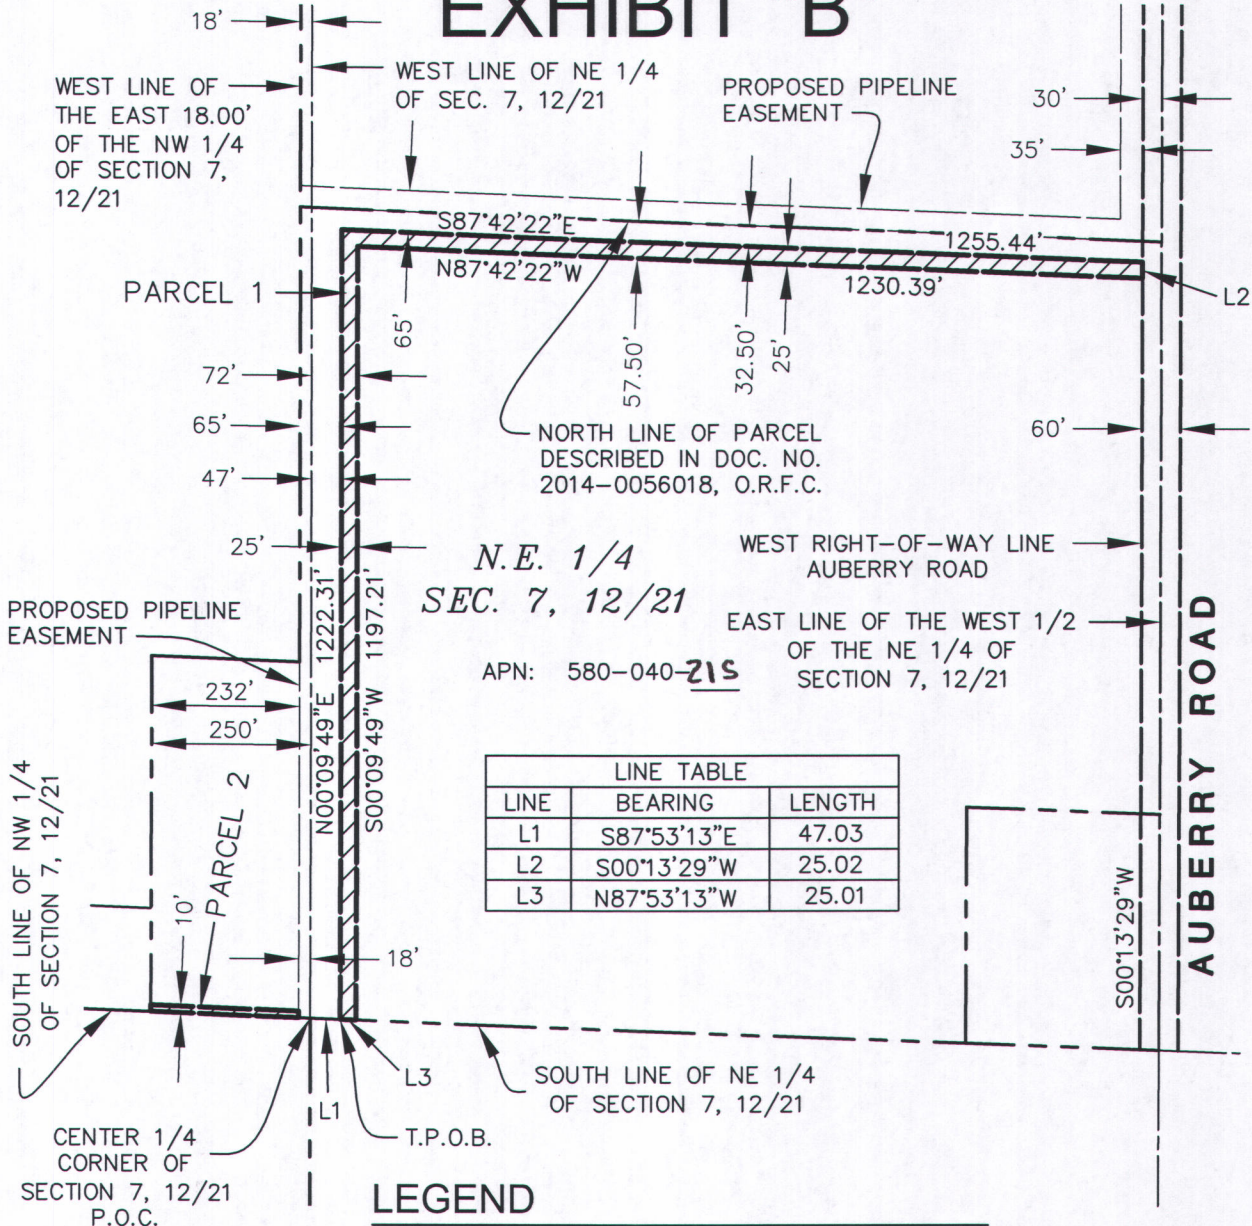 EXHIBIT "B"
18'
WEST LINE OF
THE EAST 18.00'
OF THE NW 1/4
OF SECTION 7,
12/21
WEST LINE OF NE 1/4
OF SEC. 7, 12/21
PROPOSED PIPELINE
EASEMENT
30'
35'
S87°42'22"E
1255.44'
N87°42'22"W
1230.39'
L2
PARCEL 1
65'
57.50'
32.50'
25'
72'
65'
47'
25'
60'
NORTH LINE OF PARCEL
DESCRIBED IN DOC. NO.
2014-0056018, O.R.F.C.
N.E. 1/4
SEC. 7, 12/21
WEST RIGHT-OF-WAY LINE
AUBERRY ROAD
PROPOSED PIPELINE
EASEMENT
EAST LINE OF THE WEST 1/2
OF THE NE 1/4 OF
SECTION 7, 12/21
APN: 580-040-21S
N00°09'49"E 1222.31'
S00°09'49"W 1197.21'
232'
250'
PARCEL 2
10'
SOUTH LINE OF NW 1/4
OF SECTION 7, 12/21
LINE TABLE
LINE BEARING LENGTH
L1 S87°53'13"E 47.03
L2 S00°13'29"W 25.02
L3 N87°53'13"W 25.01
S00°13'29"W
AUBERRY ROAD
18'
L3
L1
T.P.O.B.
SOUTH LINE OF NE 1/4
OF SECTION 7, 12/21
CENTER 1/4
CORNER OF
SECTION 7, 12/21
P.O.C.
LEGEND